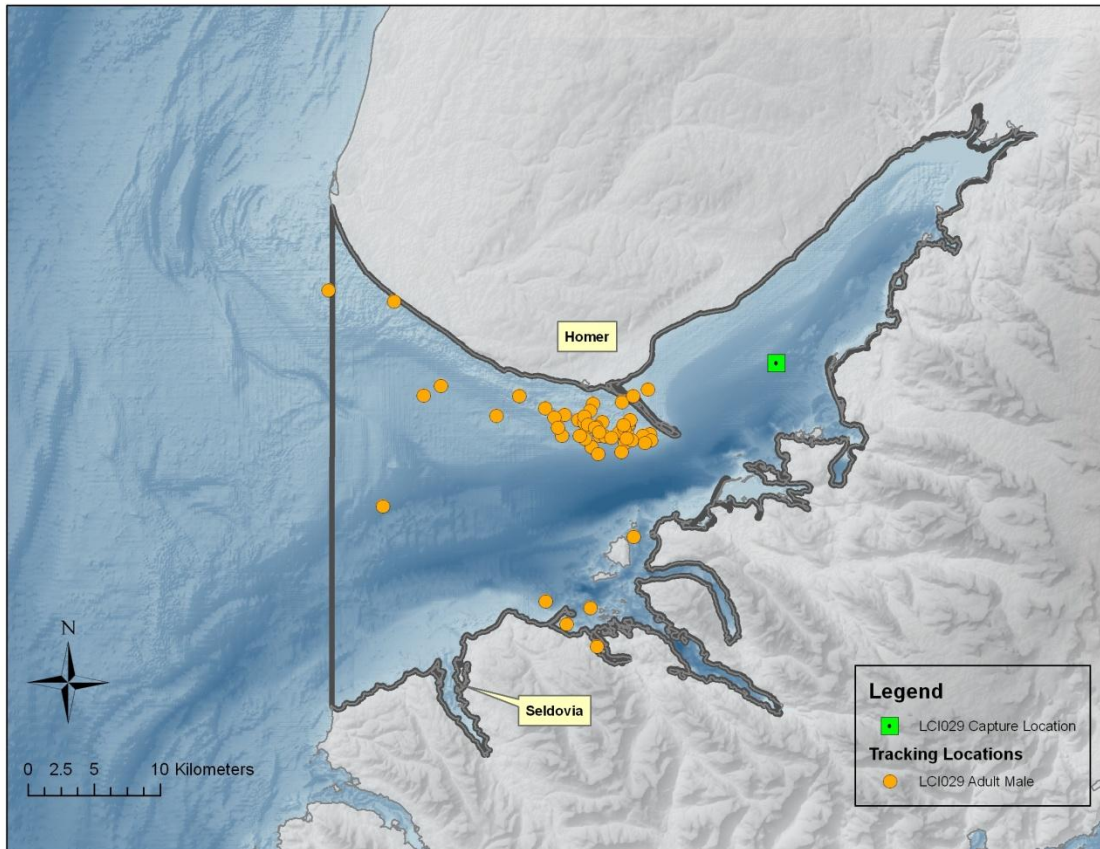 Homer
N
Seldovia
0 2.5 5 10 Kilometers
Legend
LCI029 Capture Location
Tracking Locations
LCI029 Adult Male